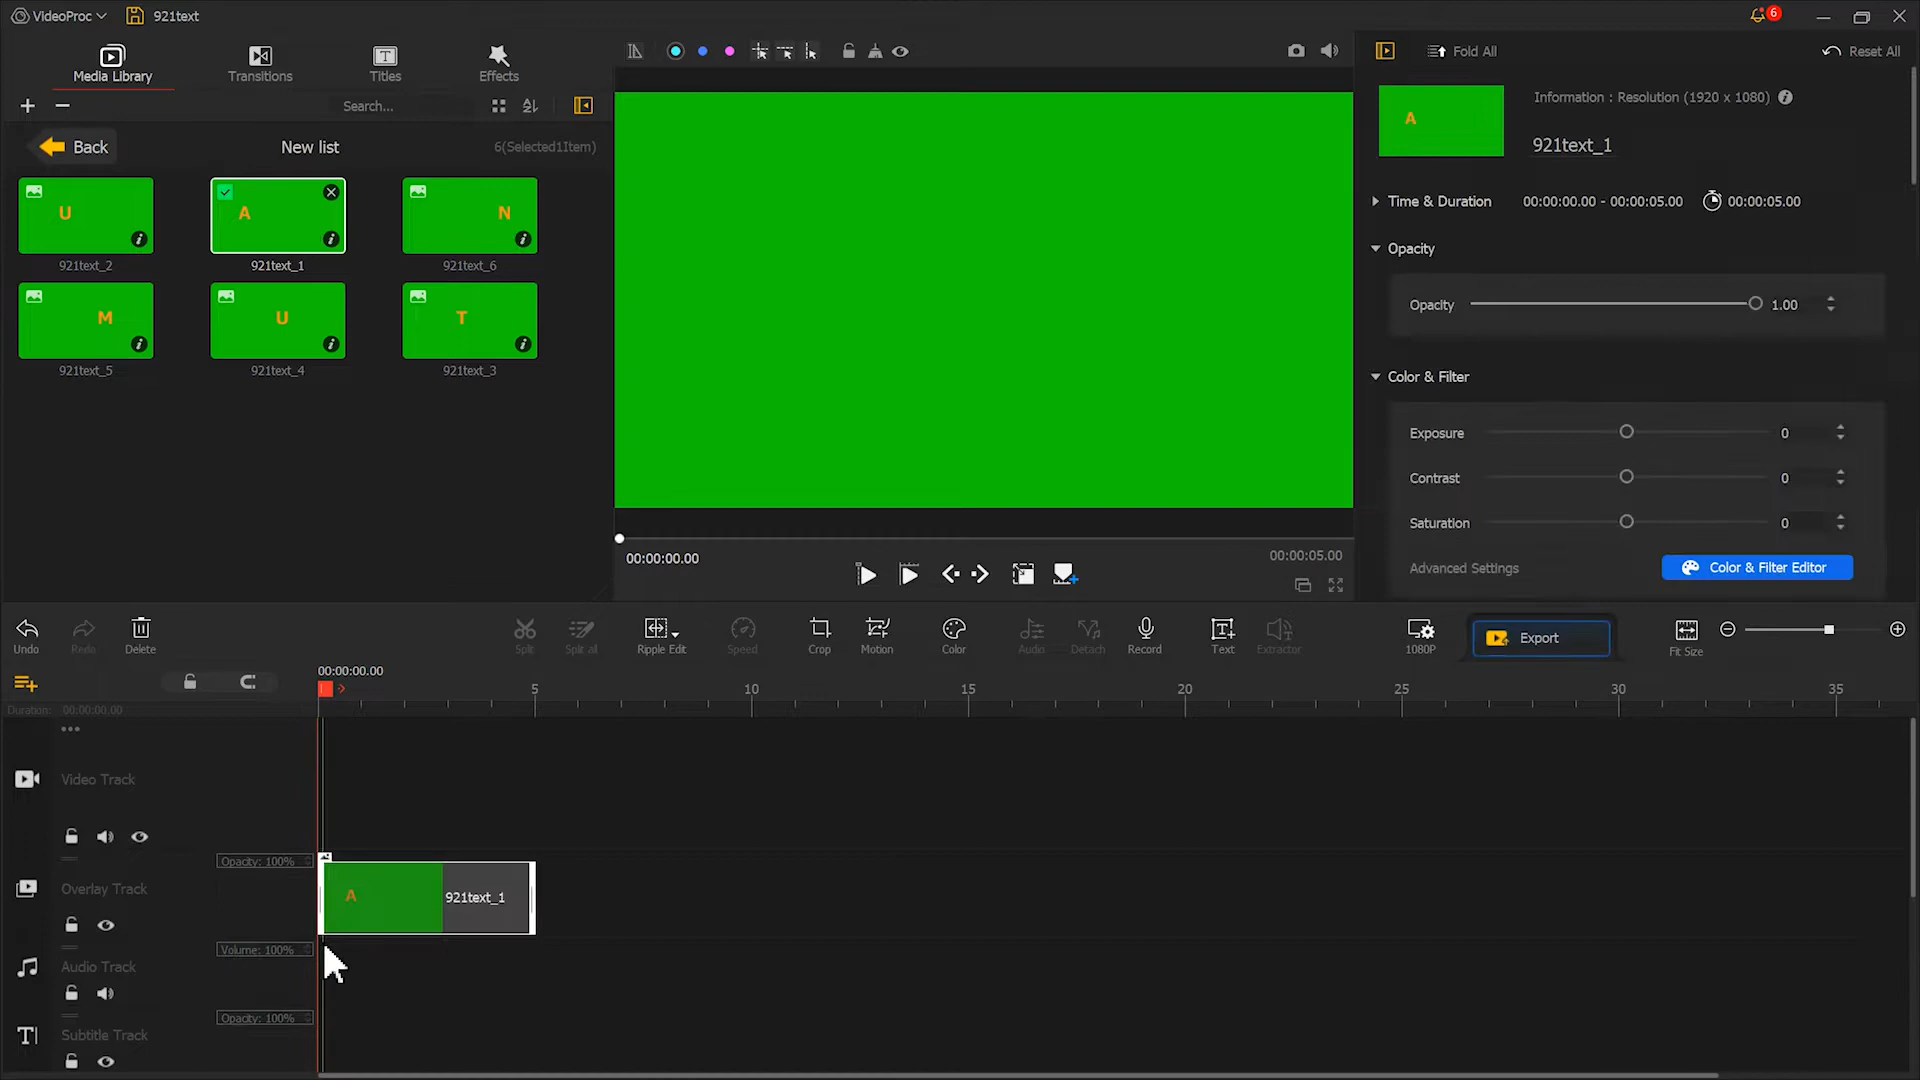 VideoProc
921text
6
Media Library
Transitions
Titles
Effects
Search...
Back
New list
6(Selected1Item)
U
A
N
921text_2
921text_1
921text_6
M
U
T
921text_5
921text_4
921text_3
00:00:00.00
00:00:05.00
Fold All
Reset All
A
Information : Resolution (1920 x 1080)
921text_1
Time & Duration
00:00:00.00 - 00:00:05.00
00:00:05.00
Opacity
Opacity
1.00
Color & Filter
Exposure
0
Contrast
0
Saturation
0
Advanced Settings
Color & Filter Editor
Undo
Redo
Delete
Split
Split all
Ripple Edit
Speed
Crop
Motion
Color
Audio
Detach
Record
Text
Extractor
1080P
Export
Fit Size
00:00:00.00
5
10
15
20
25
30
35
Duration: 00:00:00.00
Video Track
Opacity: 100%
Overlay Track
A
921text_1
Volume: 100%
Audio Track
Opacity: 100%
Subtitle Track